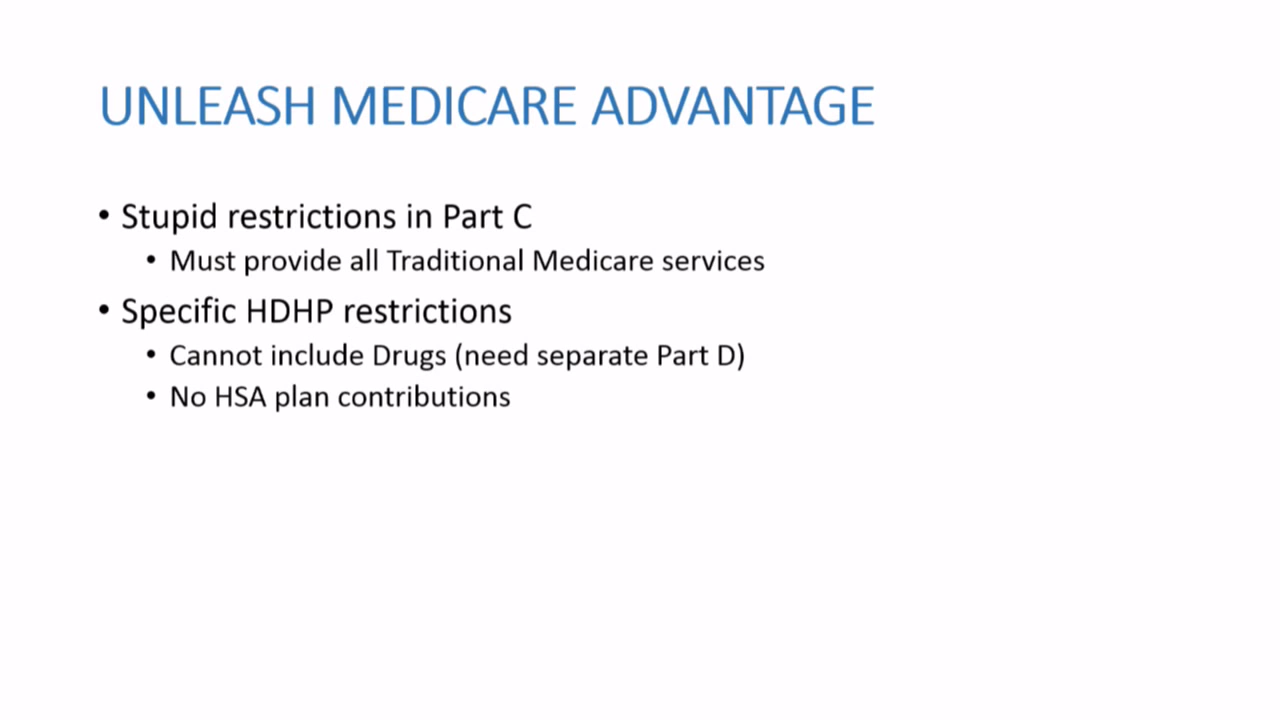 UNLEASH MEDICARE ADVANTAGE
• Stupid restrictions in Part C
• Must provide all Traditional Medicare services
• Specific HDHP restrictions
• Cannot include Drugs (need separate Part D)
• No HSA plan contributions